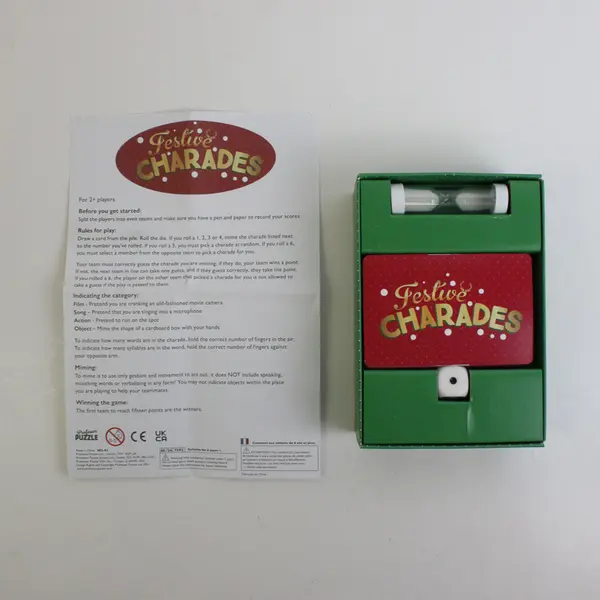 Festive
CHARADES
For 2+ players
Before you get started:
Split the players into even teams and make sure you have a pen and paper to record your scores.
Rules for play:
Draw a card from the pile. Roll the die. If you roll a 1, 2, 3 or 4, mime the charade listed next
to the number you've rolled. If you roll a 5, you must pick a charade at random. If you roll a 6,
you must select a member from the opposite team to pick a charade for you.
Your team must correctly guess the charade you are miming. If they do, your team wins a point.
If not, the next team in line can take one guess, and if they guess correctly, they take the point.
If you rolled a 6, the player on the other team that picked a charade for you is not allowed to
take a guess if the play is passed to them.
Indicating the category:
Film - Pretend you are cranking an old-fashioned movie camera
Song - Pretend that you are singing into a microphone
Action - Pretend to run on the spot
Object - Mime the shape of a cardboard box with your hands
To indicate how many words are in the charade, hold the correct number of fingers in the air.
To indicate how many syllables are in the word, hold the correct number of fingers against
your opposite arm.
Miming:
To mime is to use only gesture and movement to act out, it does NOT include speaking,
mouthing words or verbalising in any form! You may not indicate objects within the place
you are playing to help your teammates.
Winning the game:
The first team to reach fifteen points are the winners.
Professor
PUZZLE
0-3
CE
UK
CA
Festive
CHARADES